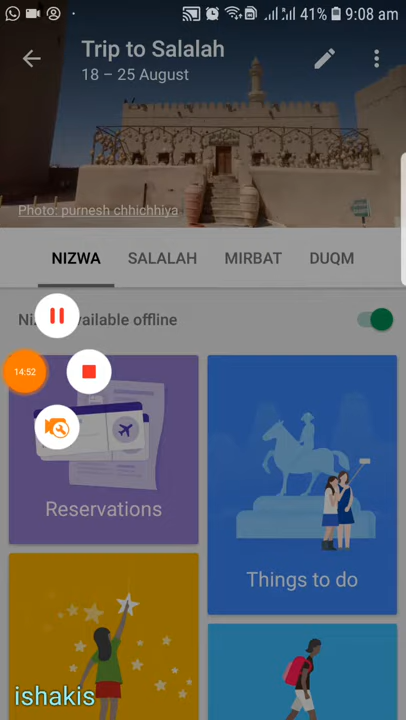 41% 9:08 am
Trip to Salalah
18 – 25 August
Photo: purnesh chhichhiya
NIZWA SALALAH MIRBAT DUQM
available offline
14:52
Reservations
Things to do
ishakis